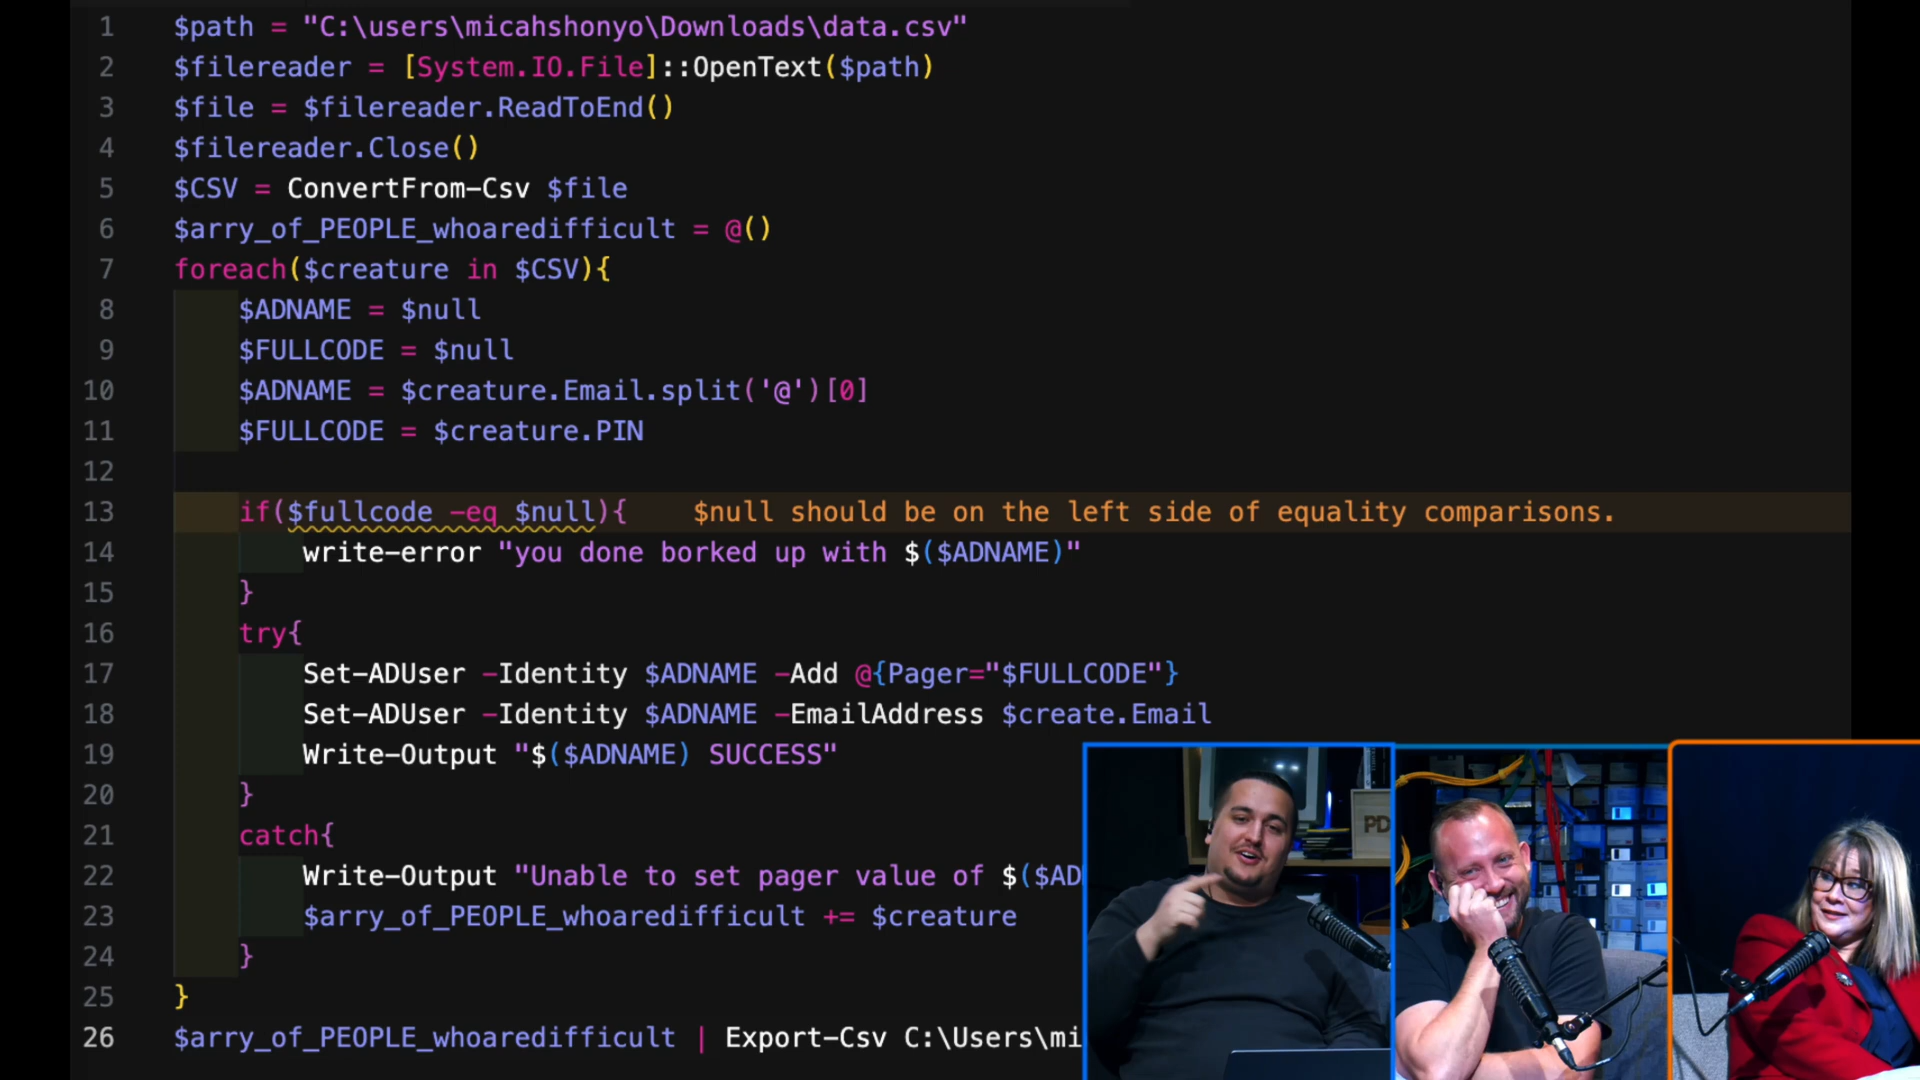 1 $path = "C:\users\micahshonyo\Downloads\data.csv"
2 $filereader = [System.IO.File]::OpenText($path)
3 $file = $filereader.ReadToEnd()
4 $filereader.Close()
5 $CSV = ConvertFrom-Csv $file
6 $arry_of_PEOPLE_whoaredifficult = @()
7 foreach($creature in $CSV){
8 $ADNAME = $null
9 $FULLCODE = $null
10 $ADNAME = $creature.Email.split('@')[0]
11 $FULLCODE = $creature.PIN
12
13 if($fullcode -eq $null){ $null should be on the left side of equality comparisons.
14 write-error "you done borked up with $($ADNAME)"
15 }
16 try{
17 Set-ADUser -Identity $ADNAME -Add @{Pager="$FULLCODE"}
18 Set-ADUser -Identity $ADNAME -EmailAddress $create.Email
19 Write-Output "$($ADNAME) SUCCESS"
20 }
21 catch{
22 Write-Output "Unable to set pager value of $($AD
23 $arry_of_PEOPLE_whoaredifficult += $creature
24 }
25 }
26 $arry_of_PEOPLE_whoaredifficult | Export-Csv C:\Users\mi
PD